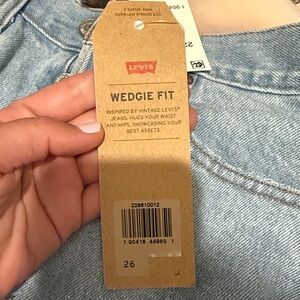 LEVI'S
WEDGIE FIT
INSPIRED BY VINTAGE LEVI'S®
JEANS, HUGS YOUR WAIST
AND HIPS, SHOWCASING YOUR
BEST ASSETS.
228610012
1 90416 44965 1
26